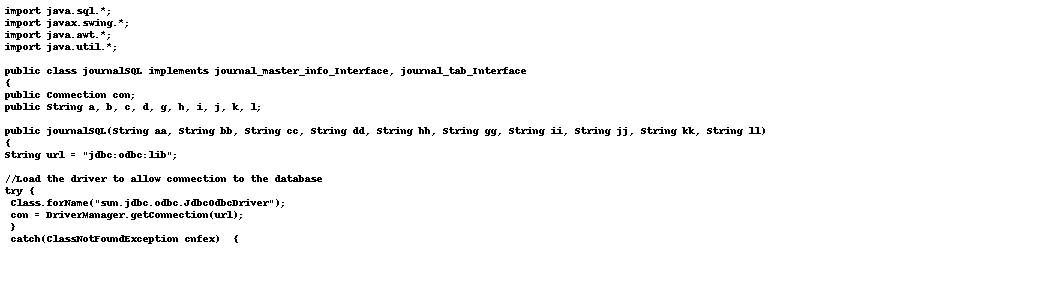 import java.sql.*;
import javax.swing.*;
import java.awt.*;
import java.util.*;
public class journalSQL implements journal_master_info_Interface, journal_tab_Interface
{
public Connection con;
public String a, b, c, d, g, h, i, j, k, l;
public journalSQL(String aa, String bb, String cc, String dd, String hh, String gg, String ii, String jj, String kk, String ll)
{
String url = "jdbc:odbc:lib";
//Load the driver to allow connection to the database
try {
Class.forName("sun.jdbc.odbc.JdbcOdbcDriver");
con = DriverManager.getConnection(url);
}
catch(ClassNotFoundException cnfex)  {